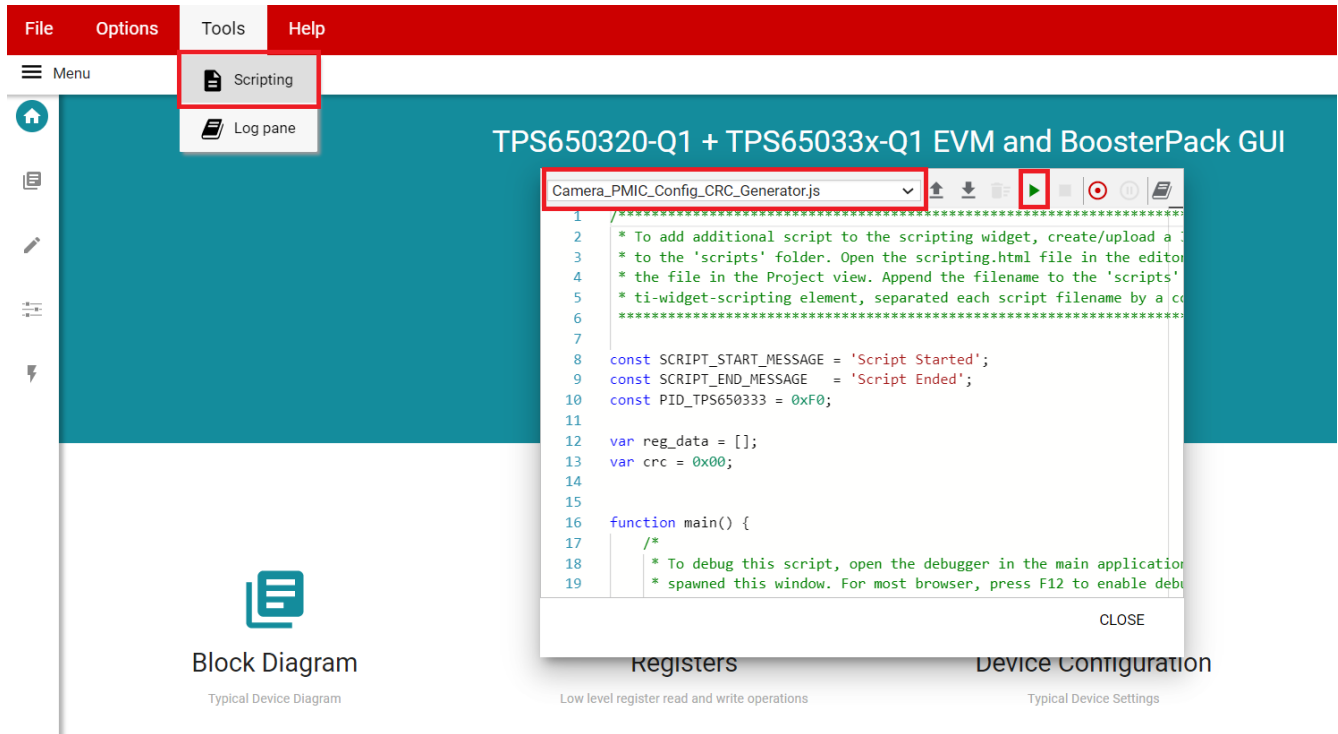 File Options Tools Help
Menu
Scripting
Log pane
TPS650320-Q1 + TPS65033x-Q1 EVM and BoosterPack GUI
Camera_PMIC_Config_CRC_Generator.js
1 /********************************************************************
2 * To add additional script to the scripting widget, create/upload a
3 * to the 'scripts' folder. Open the scripting.html file in the editor
4 * the file in the Project view. Append the filename to the 'scripts'
5 * ti-widget-scripting element, separated each script filename by a
6 ********************************************************************
7
8 const SCRIPT_START_MESSAGE = 'Script Started';
9 const SCRIPT_END_MESSAGE   = 'Script Ended';
10 const PID_TPS650333 = 0xF0;
11
12 var reg_data = [];
13 var crc = 0x00;
14
15
16 function main() {
17 /*
18 * To debug this script, open the debugger in the main application
19 * spawned this window. For most browser, press F12 to enable
CLOSE
Block Diagram
Typical Device Diagram
Registers
Low level register read and write operations
Device Configuration
Typical Device Settings